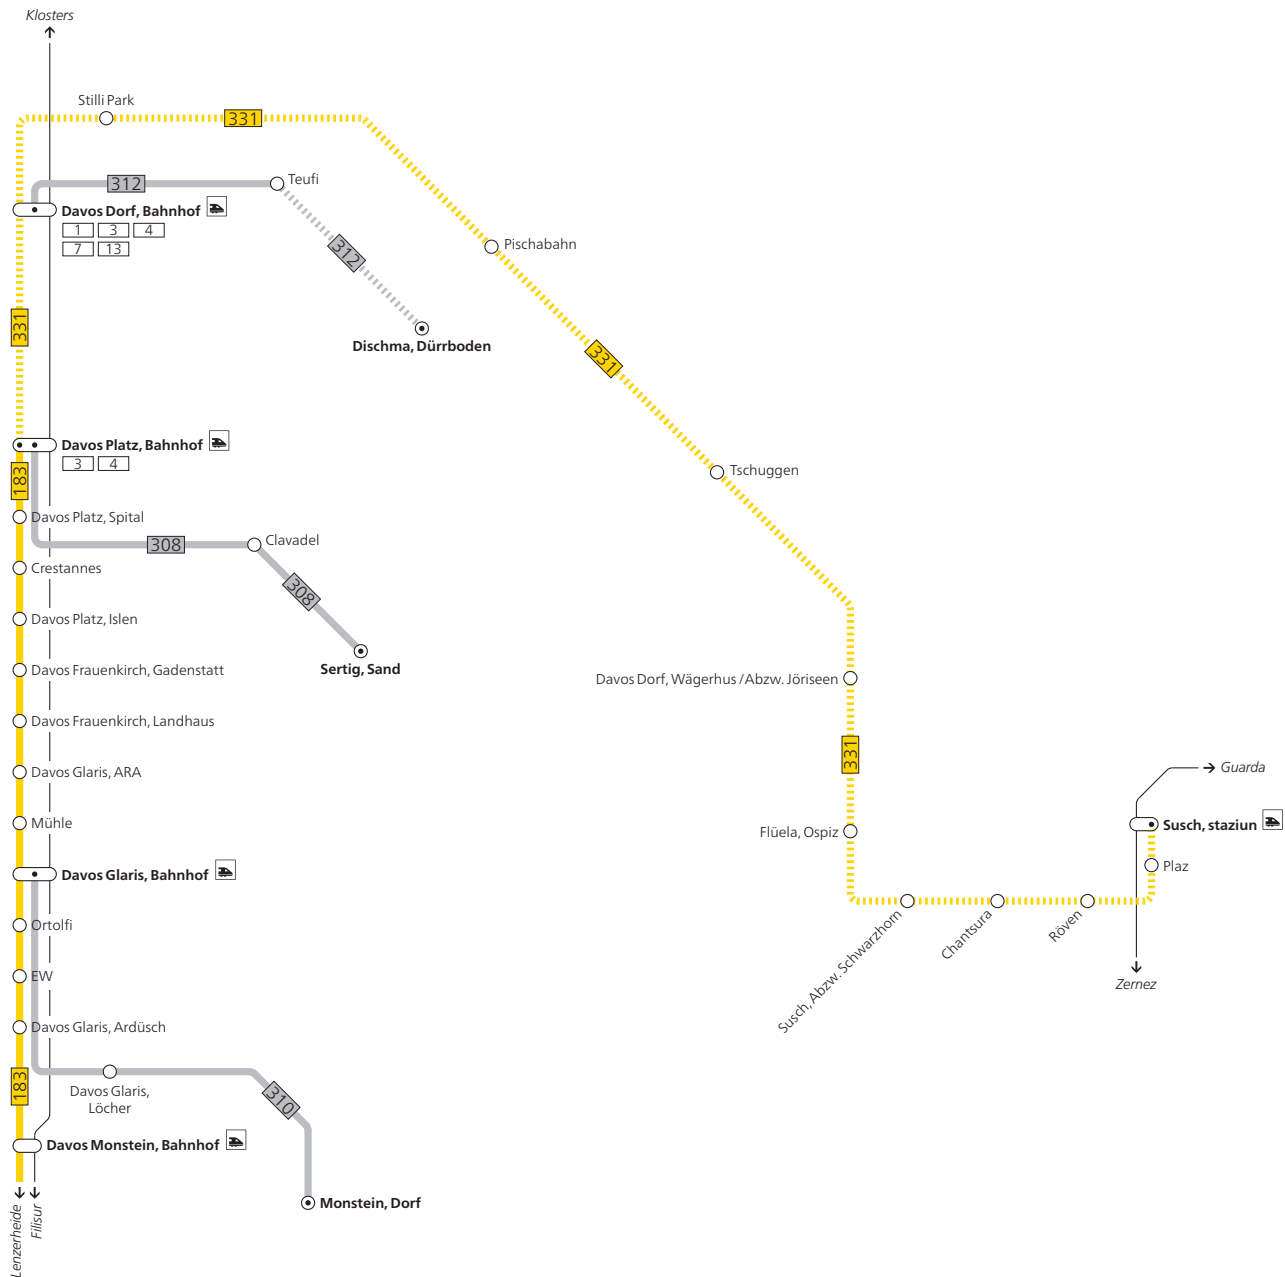 Klosters
Stilli Park
331
312
Teufi
Davos Dorf, Bahnhof
1 3 4
7 13
312
Pischabahn
331
Dischma, Dürrboden
331
Davos Platz, Bahnhof
3 4
183
Tschuggen
Davos Platz, Spital
308
Clavadel
Crestannes
308
Davos Platz, Islen
Sertig, Sand
Davos Frauenkirch, Gadenstatt
Davos Dorf, Wägerhus /Abzw. Jöriseen
Davos Frauenkirch, Landhaus
331
Davos Glaris, ARA
Guarda
Mühle
Flüela, Ospiz
Susch, staziun
Plaz
Davos Glaris, Bahnhof
Ortolfi
Susch, Abzw. Schwarzhorn
Chantsura
Röven
EW
Zernez
Davos Glaris, Ardüsch
183
Davos Glaris,
Löcher
310
Davos Monstein, Bahnhof
Monstein, Dorf
Lenzerheide
Filisur